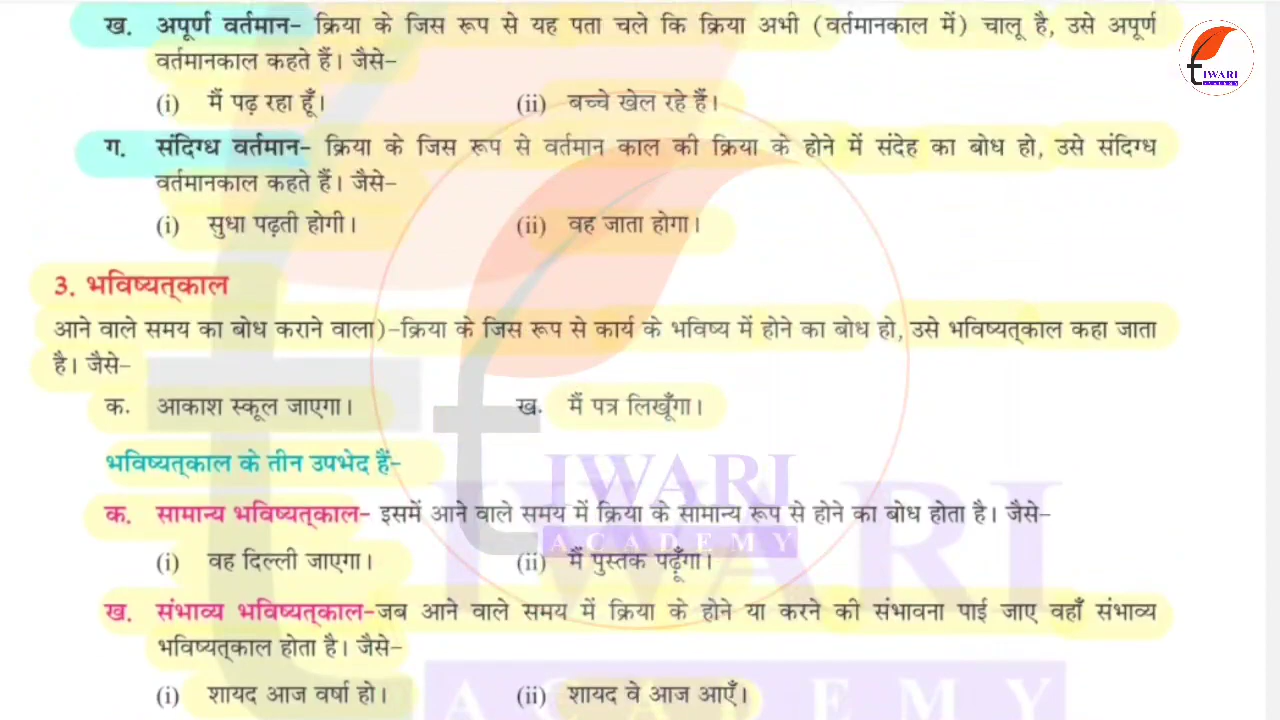 ख. अपूर्ण वर्तमान- क्रिया के जिस रूप से यह पता चले कि क्रिया अभी (वर्तमानकाल में) चालू है, उसे अपूर्ण
वर्तमानकाल कहते हैं। जैसे-
(i) मैं पढ़ रहा हूँ। (ii) बच्चे खेल रहे हैं।
ग. संदिग्ध वर्तमान- क्रिया के जिस रूप से वर्तमान काल की क्रिया के होने में संदेह का बोध हो, उसे संदिग्ध
वर्तमानकाल कहते हैं। जैसे-
(i) सुधा पढ़ती होगी। (ii) वह जाता होगा।
3. भविष्यत्काल
आने वाले समय का बोध कराने वाला)-क्रिया के जिस रूप से कार्य के भविष्य में होने का बोध हो, उसे भविष्यत्काल कहा जाता
है। जैसे-
क. आकाश स्कूल जाएगा। ख. मैं पत्र लिखूँगा।
भविष्यत्काल के तीन उपभेद हैं-
क. सामान्य भविष्यत्काल- इसमें आने वाले समय में क्रिया के सामान्य रूप से होने का बोध होता है। जैसे-
(i) वह दिल्ली जाएगा। (ii) मैं पुस्तक पढ़ूँगा।
ख. संभाव्य भविष्यत्काल-जब आने वाले समय में क्रिया के होने या करने की संभावना पाई जाए वहाँ संभाव्य
भविष्यत्काल होता है। जैसे-
(i) शायद आज वर्षा हो। (ii) शायद वे आज आएँ।
TIWARI
ACADEMY
TIWARI
ACADEMY
TIWARI
ACADEMY